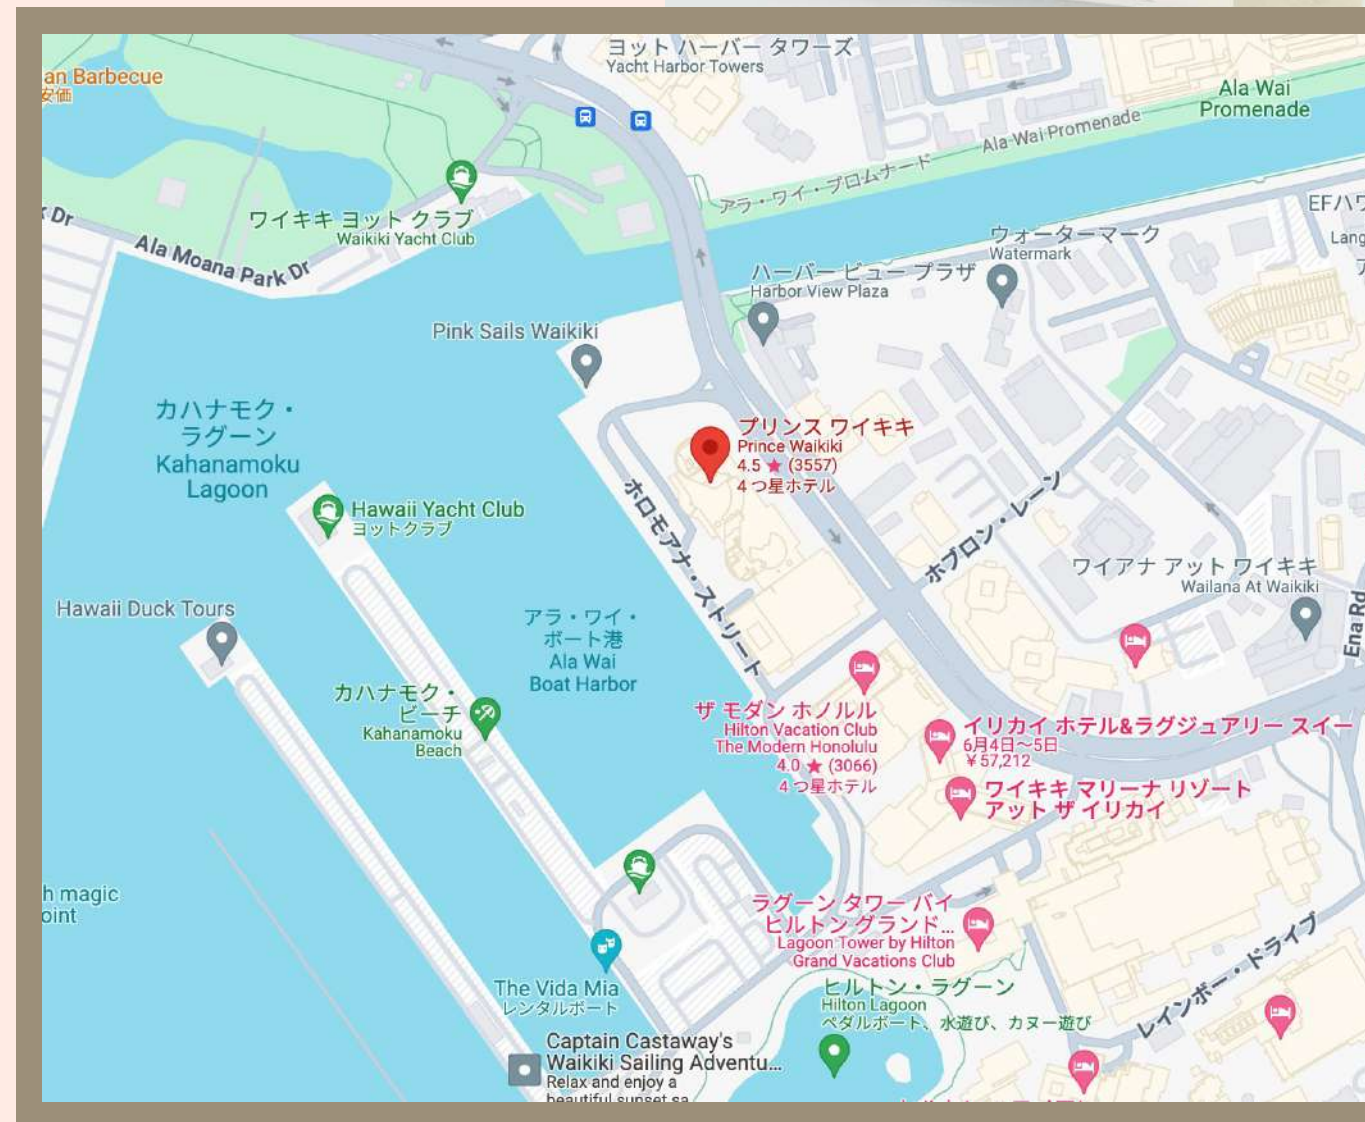 an Barbecue
安価
ヨット ハーバー タワーズ
Yacht Harbor Towers
Ala Wai
Promenade
Ala Wai Promenade
アラ・ワイ・プロムナード
ワイキキ ヨット クラブ
Waikiki Yacht Club
Dr
Ala Moana Park Dr
EFハワ
Lang
ウォーターマーク
Watermark
ハーバー ビュー プラザ
Harbor View Plaza
Pink Sails Waikiki
カハナモク・
ラグーン
Kahanamoku
Lagoon
プリンス ワイキキ
Prince Waikiki
4.5 ★ (3557)
4 つ星ホテル
Hawaii Yacht Club
ヨットクラブ
ホロモアナ・ストリート
ホブロン・レーン
ワイアナ アット ワイキキ
Wailana At Waikiki
Ena Rd
Hawaii Duck Tours
アラ・ワイ・
ボート港
Ala Wai
Boat Harbor
カハナモク・
ビーチ
Kahanamoku
Beach
ザ モダン ホノルル
Hilton Vacation Club
The Modern Honolulu
4.0 ★ (3066)
4 つ星ホテル
イリカイ ホテル&ラグジュアリー スイー
6月4日～5日
￥57,212
ワイキキ マリーナ リゾート
アット ザ イリカイ
h magic
oint
ラグーン タワー バイ
ヒルトン グランド...
Lagoon Tower by Hilton
Grand Vacations Club
The Vida Mia
レンタルボート
ヒルトン・ラグーン
Hilton Lagoon
ペダルボート、水遊び、カヌー遊び
レインボー・ドライブ
Captain Castaway's
Waikiki Sailing Adventu...
Relax and enjoy a
beautiful sunset sa